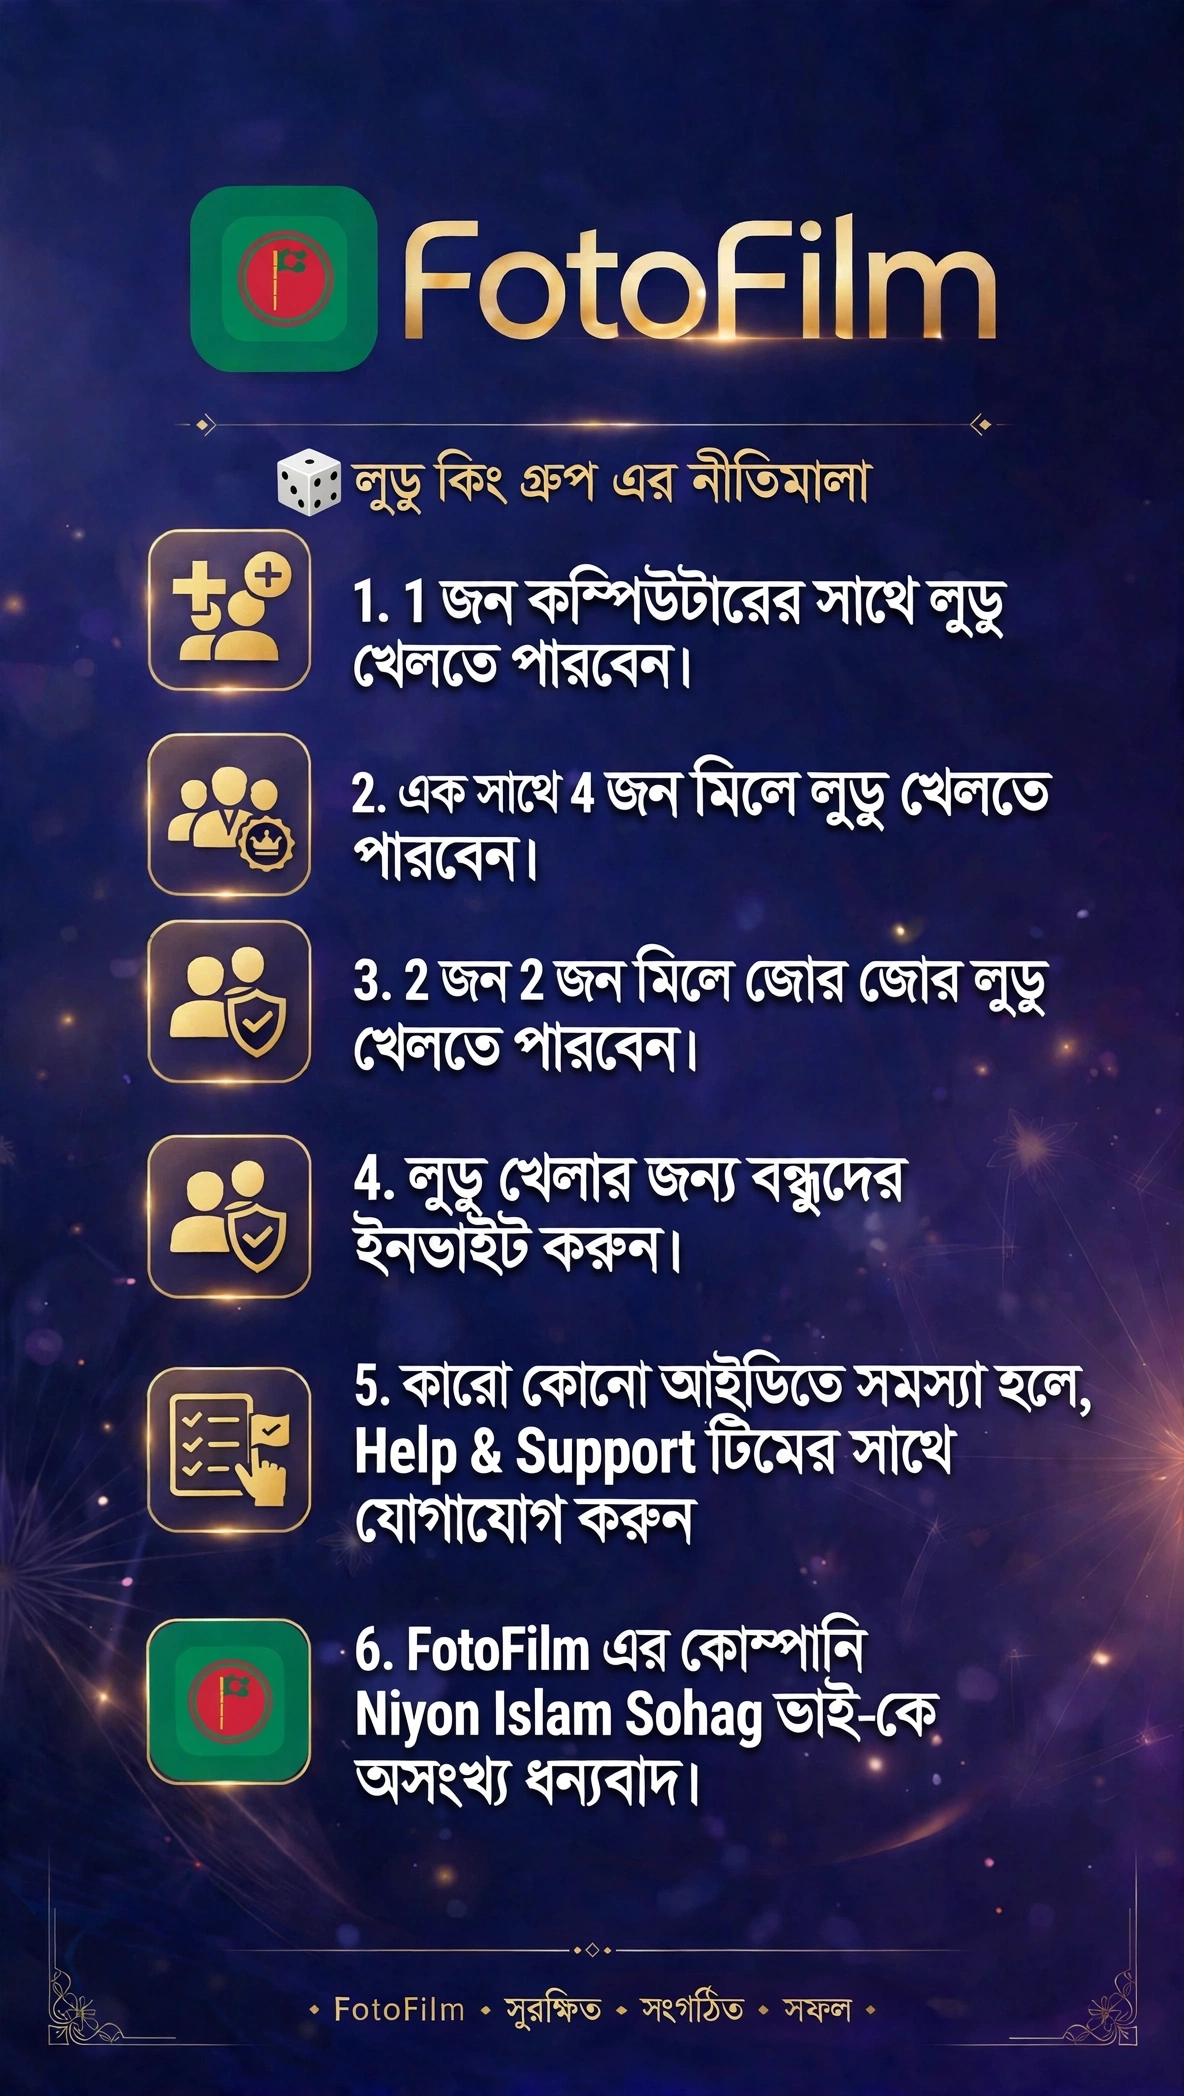 FotoFilm
লুডু কিং গ্রুপ এর নীতিমালা
1. 1 জন কম্পিউটারের সাথে লুডু
খেলতে পারবেন।
2. এক সাথে 4 জন মিলে লুডু খেলতে
পারবেন।
3. 2 জন 2 জন মিলে জোর জোর লুডু
খেলতে পারবেন।
4. লুডু খেলার জন্য বন্ধুদের
ইনভাইট করুন।
5. কারো কোনো আইডিতে সমস্যা হলে,
Help & Support টিমের সাথে
যোগাযোগ করুন
6. FotoFilm এর কোম্পানি
Niyon Islam Sohag ভাই-কে
অসংখ্য ধন্যবাদ।
FotoFilm • সুরক্ষিত • সংগঠিত • সফল